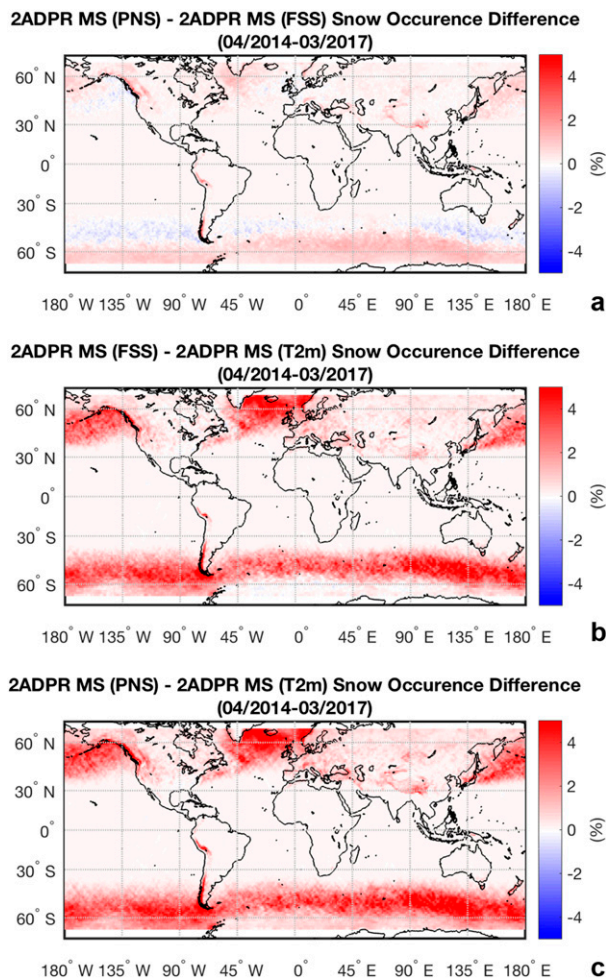 2ADPR MS (PNS) - 2ADPR MS (FSS) Snow Occurence Difference
(04/2014-03/2017)
60° N
30° N
0° N
30° S
60° S
180° W 135° W 90° W 45° W 0° E 45° E 90° E 135° E 180° E
4
2
0
-2
-4
(%)
a
2ADPR MS (FSS) - 2ADPR MS (T2m) Snow Occurence Difference
(04/2014-03/2017)
60° N
30° N
0° N
30° S
60° S
180° W 135° W 90° W 45° W 0° E 45° E 90° E 135° E 180° E
4
2
0
-2
-4
(%)
b
2ADPR MS (PNS) - 2ADPR MS (T2m) Snow Occurence Difference
(04/2014-03/2017)
60° N
30° N
0° N
30° S
60° S
180° W 135° W 90° W 45° W 0° E 45° E 90° E 135° E 180° E
4
2
0
-2
-4
(%)
c